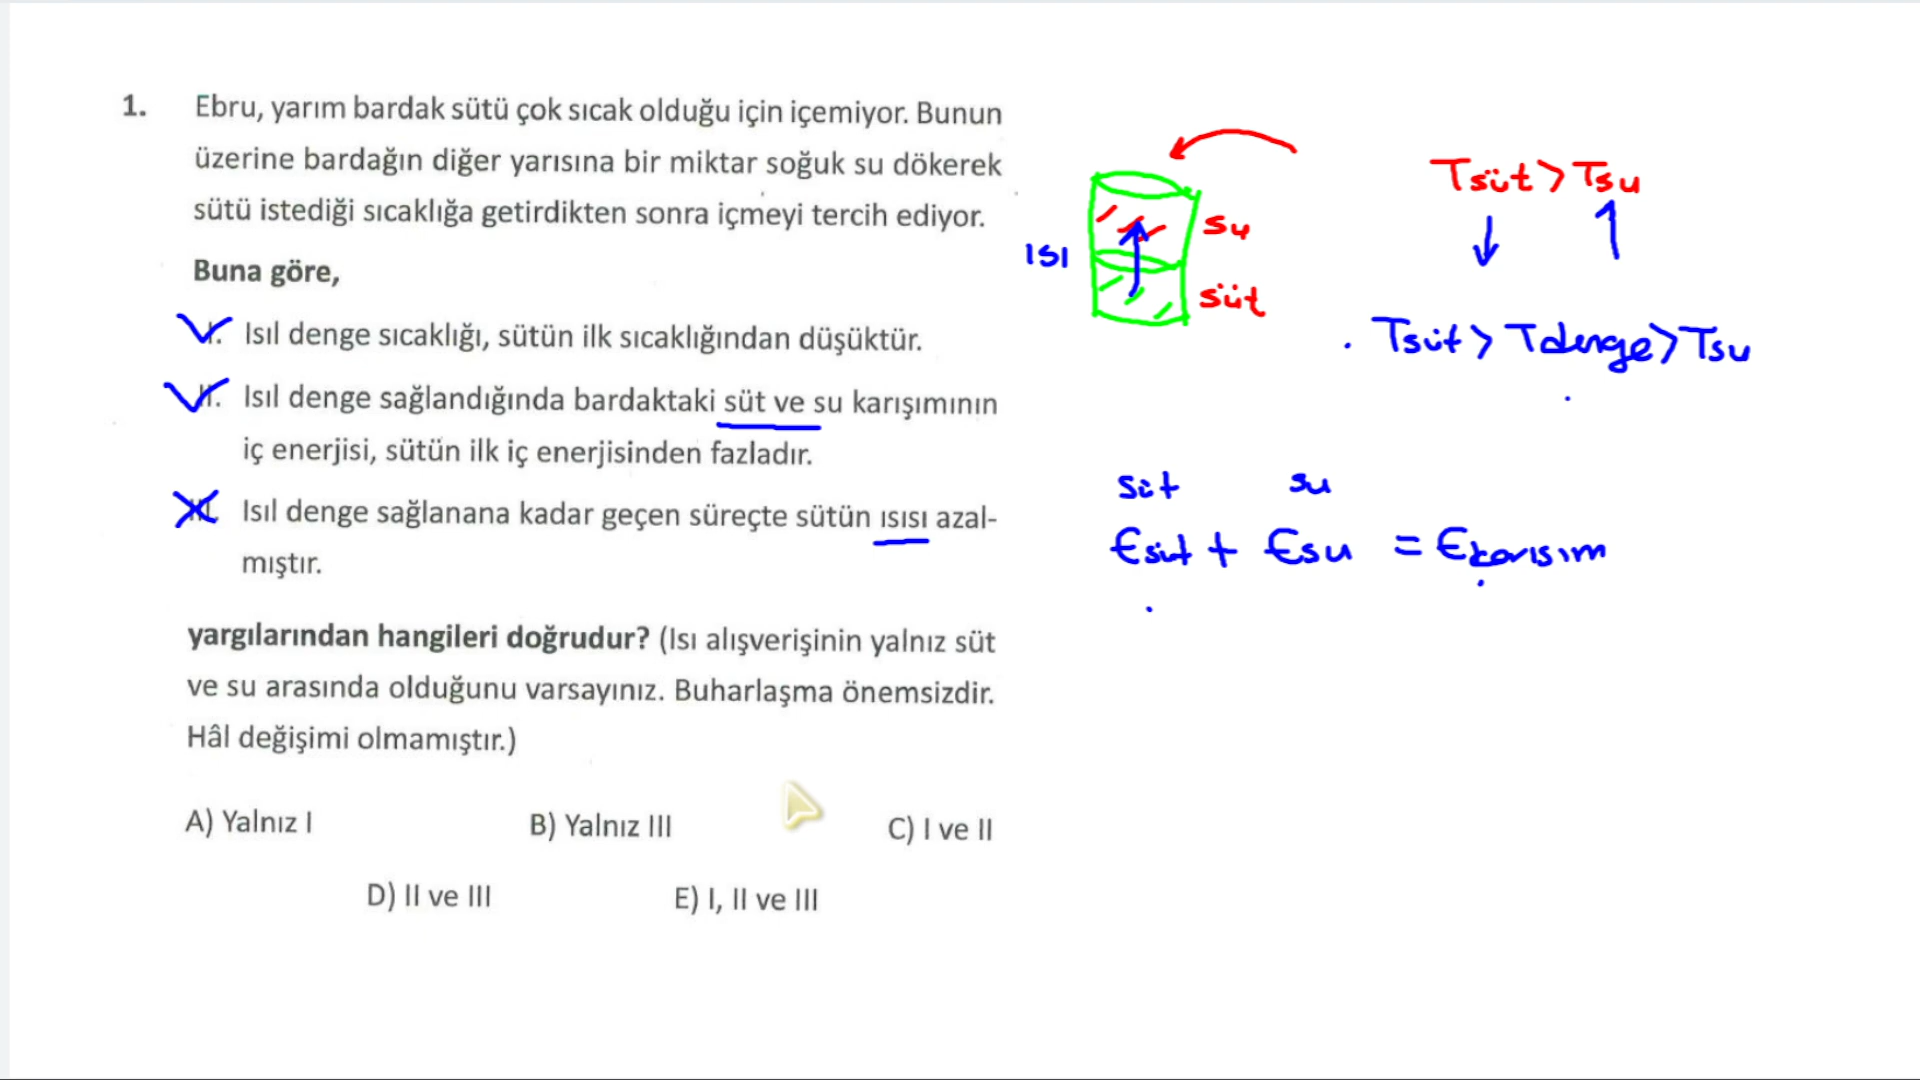 1. Ebru, yarım bardak sütü çok sıcak olduğu için içemiyor. Bunun
üzerine bardağın diğer yarısına bir miktar soğuk su dökerek
sütü istediği sıcaklığa getirdikten sonra içmeyi tercih ediyor.
Buna göre,
I. Isıl denge sıcaklığı, sütün ilk sıcaklığından düşüktür.
II. Isıl denge sağlandığında bardaktaki süt ve su karışımının
iç enerjisi, sütün ilk iç enerjisinden fazladır.
III. Isıl denge sağlanana kadar geçen süreçte sütün ısısı azal-
mıştır.
yargılarından hangileri doğrudur? (Isı alışverişinin yalnız süt
ve su arasında olduğunu varsayınız. Buharlaşma önemsizdir.
Hâl değişimi olmamıştır.)
A) Yalnız I B) Yalnız III C) I ve II
D) II ve III E) I, II ve III
ISI
su
süt
Tsüt > Tsu
Tsüt > Tdenge > Tsu
süt su
Esüt + Esu = Ekarışım